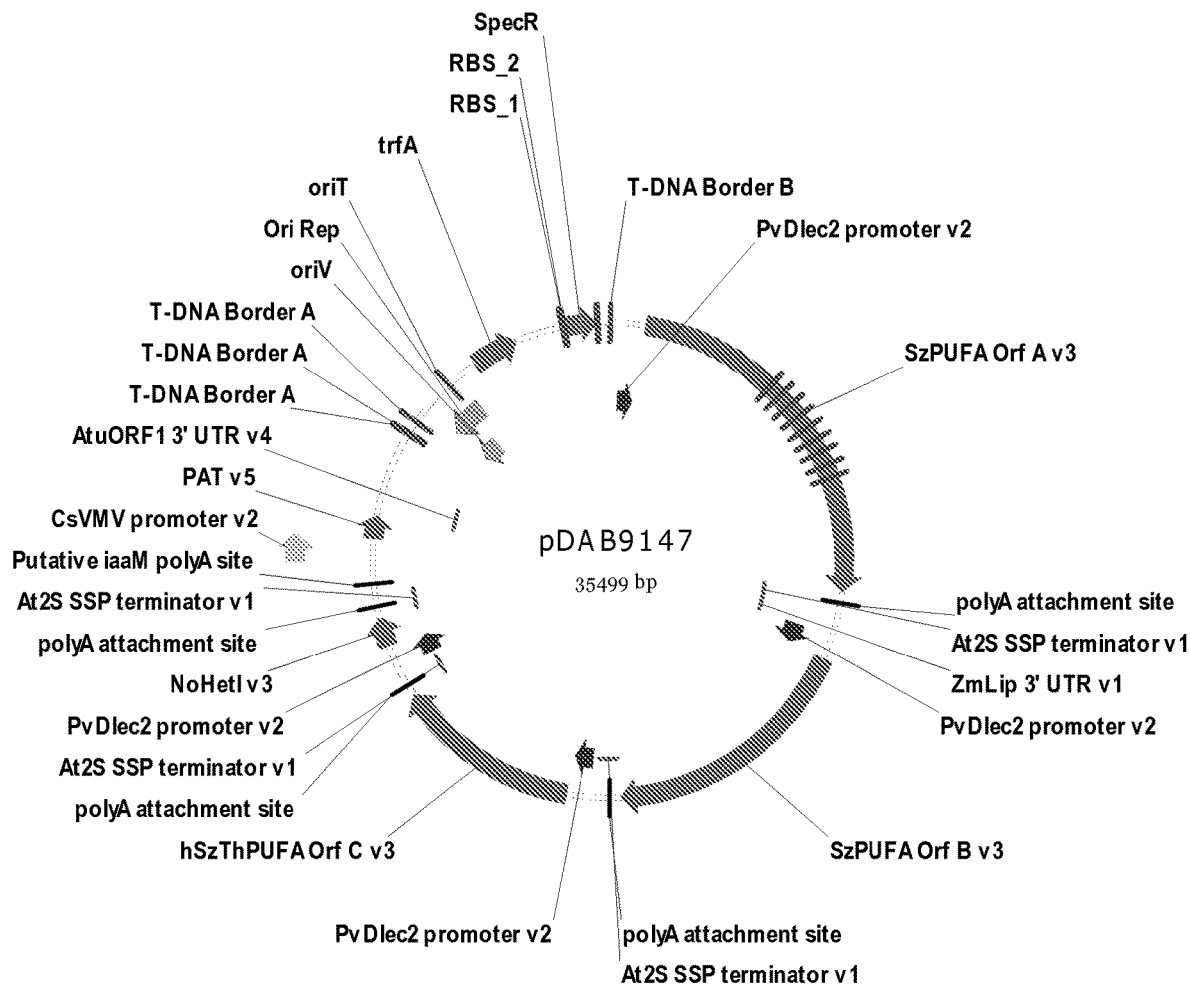 SpecR
RBS_2
RBS_1
trfA
oriT
Ori Rep
oriV
T-DNA Border A
T-DNA Border A
T-DNA Border A
AtuORF1 3' UTR v4
PAT v5
CsVMV promoter v2
Putative iaaM polyA site
At2S SSP terminator v1
polyA attachment site
NoHetI v3
PvDlec2 promoter v2
At2S SSP terminator v1
polyA attachment site
hSzThPUFA Orf C v3
PvDlec2 promoter v2
T-DNA Border B
PvDlec2 promoter v2
SzPUFA Orf A v3
pDAB9147
35499 bp
polyA attachment site
At2S SSP terminator v1
ZmLip 3' UTR v1
PvDlec2 promoter v2
SzPUFA Orf B v3
polyA attachment site
At2S SSP terminator v1